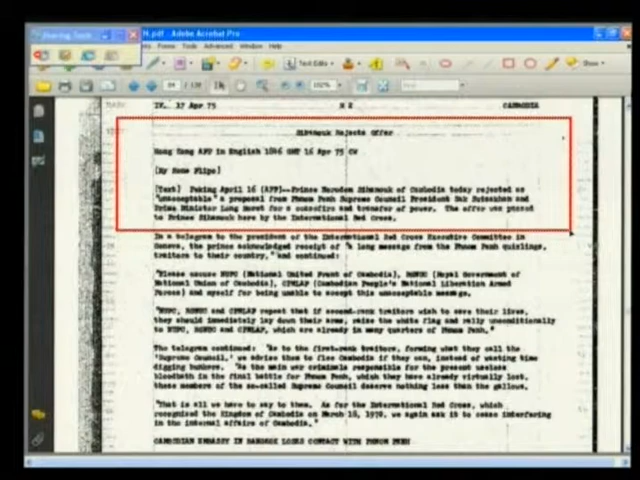 .pdf - Adobe Acrobat Pro
Forms Tools Advanced Window Help
Text Edits
Show
/ 138
IV. 17 Apr 75
H 2
CAMBODIA
Sihanouk Rejects Offer
Hong Kong AFP in English 1046 GMT 16 Apr 75 OW
[By Rene Flipo]
[Text] Peking April 16 (AFP)--Prince Norodom Sihanouk of Cambodia today rejected as
"unacceptable" a proposal from Phnom Penh Supreme Council President Sak Sutsakhan and
Prime Minister Long Boret for a ceasefire and transfer of power. The offer was passed
to Prince Sihanouk here by the International Red Cross.
In a telegram to the president of the International Red Cross Executive Committee in
Geneva, the prince acknowledged receipt of "a long message from the Phnom Penh quislings,
traitors to their country," and continued:
"Please excuse NUFC [National United Front of Cambodia], RGNUC [Royal Government of
National Union of Cambodia], CPNLAF [Cambodian People's National Liberation Armed
Forces] and myself for being unable to accept this unacceptable message.
"NUFC, RGNUC and CPNLAF repeat that if second-rank traitors wish to save their lives,
they should immediately lay down their arms, raise the white flag and rally unconditionally
to NUFC, RGNUC and CPNLAF, which are already in many quarters of Phnom Penh."
The telegram continued: "As to the first-rank traitors, forming what they call the
'Supreme Council,' we advise them to flee Cambodia if they can, instead of wasting time
digging bunkers. "As the main war criminals responsible for the present useless
bloodbath in the final battle for Phnom Penh, which they have already virtually lost,
these members of the so-called Supreme Council deserve nothing less than the gallows.
"That is all we have to say to them. As for the International Red Cross, which
recognized the Kingdom of Cambodia on March 18, 1970, we again ask it to cease interfering
in the internal affairs of Cambodia."
CAMBODIAN EMBASSY IN BANGKOK LOSES CONTACT WITH PHNOM PENH